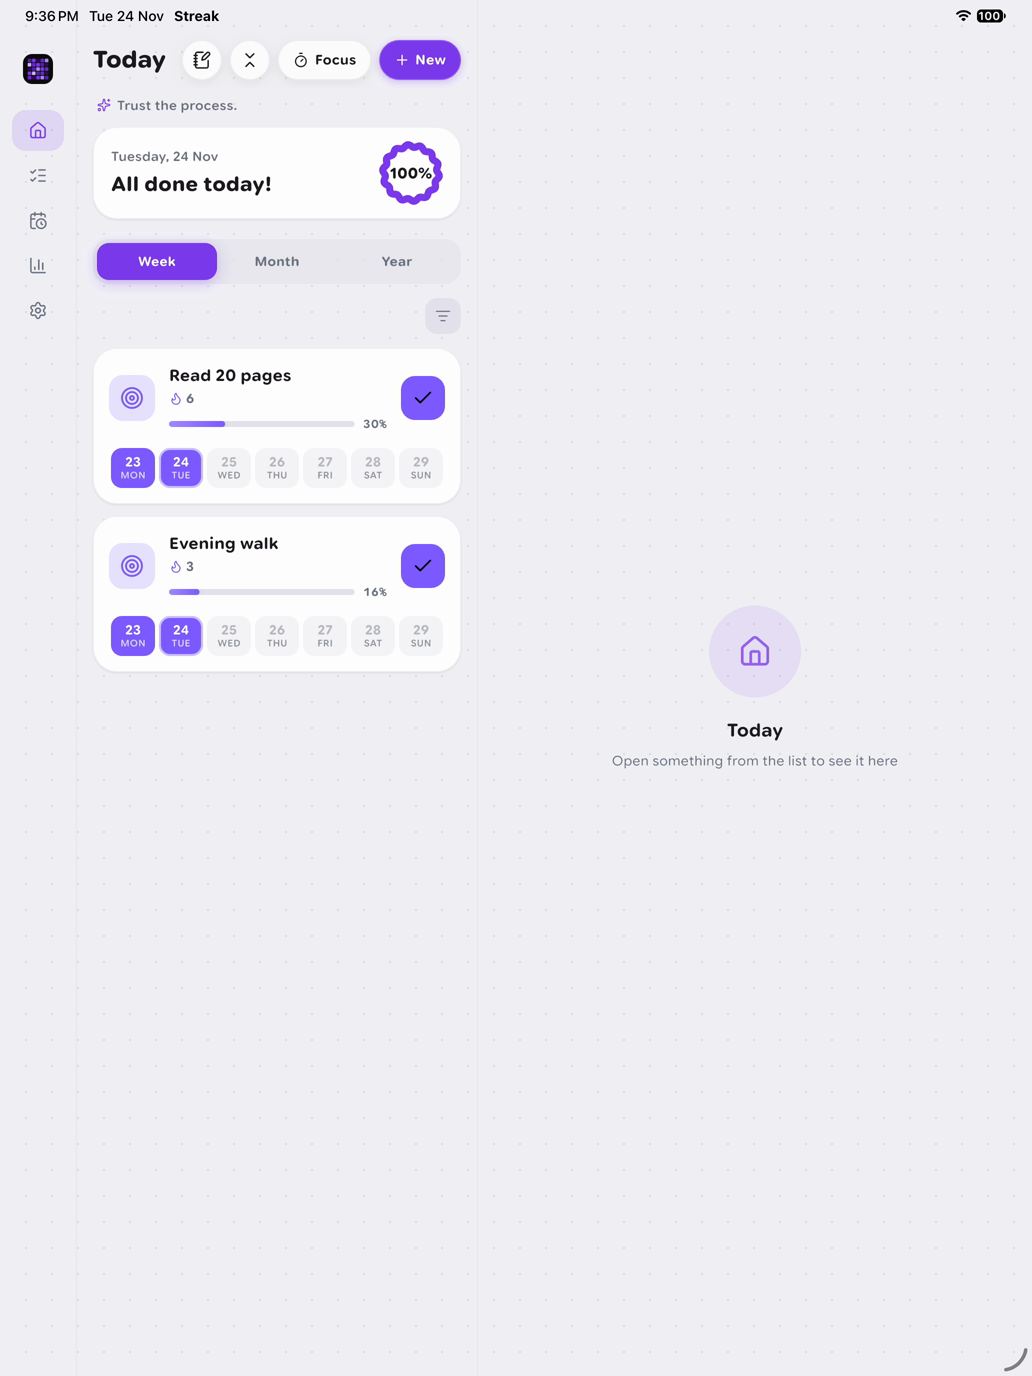 9:36 PM Tue 24 Nov Streak
100
Today
Focus
+ New
Trust the process.
Tuesday, 24 Nov
All done today!
100%
Week Month Year
Read 20 pages
6
30%
23 24 25 26 27 28 29
MON TUE WED THU FRI SAT SUN
Evening walk
3
16%
23 24 25 26 27 28 29
MON TUE WED THU FRI SAT SUN
Today
Open something from the list to see it here